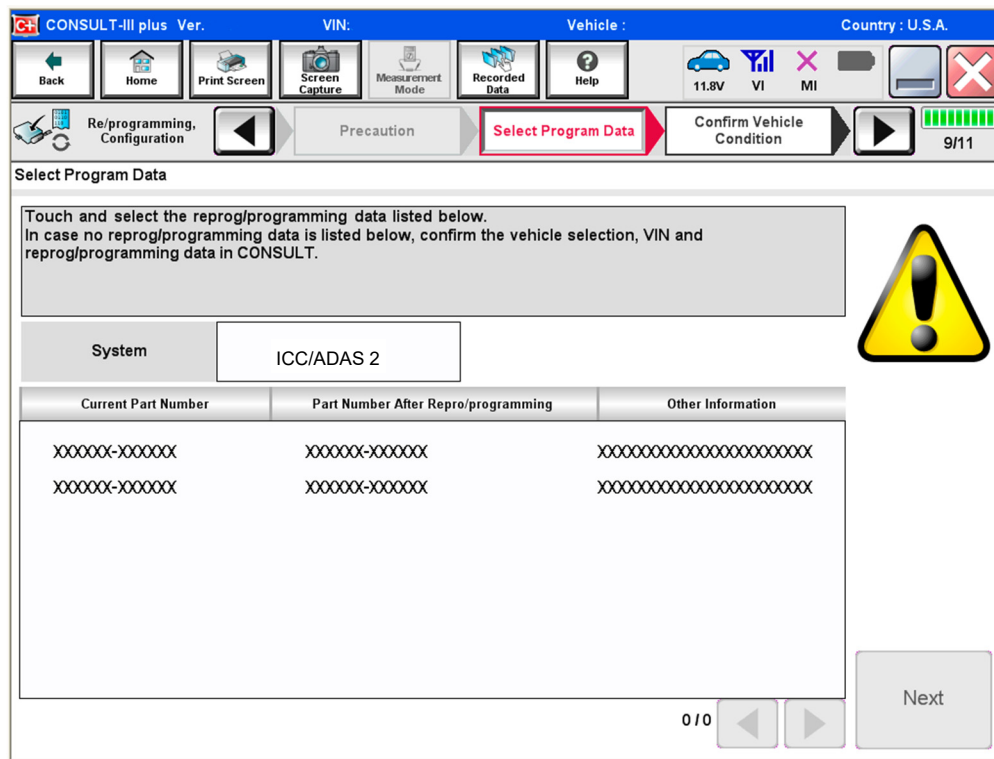 C+ CONSULT-III plus Ver. VIN: Vehicle : Country : U.S.A.
Back Home Print Screen Screen Capture Measurement Mode Recorded Data Help 11.8V VI MI
Re/programming, Configuration Precaution Select Program Data Confirm Vehicle Condition 9/11
Select Program Data
Touch and select the reprog/programming data listed below.
In case no reprog/programming data is listed below, confirm the vehicle selection, VIN and
reprog/programming data in CONSULT.
System ICC/ADAS 2
Current Part Number Part Number After Repro/programming Other Information
XXXXXX-XXXXXX XXXXXX-XXXXXX XXXXXXXXXXXXXXXXXXXXXX
XXXXXX-XXXXXX XXXXXX-XXXXXX XXXXXXXXXXXXXXXXXXXXXX
Next
0/0